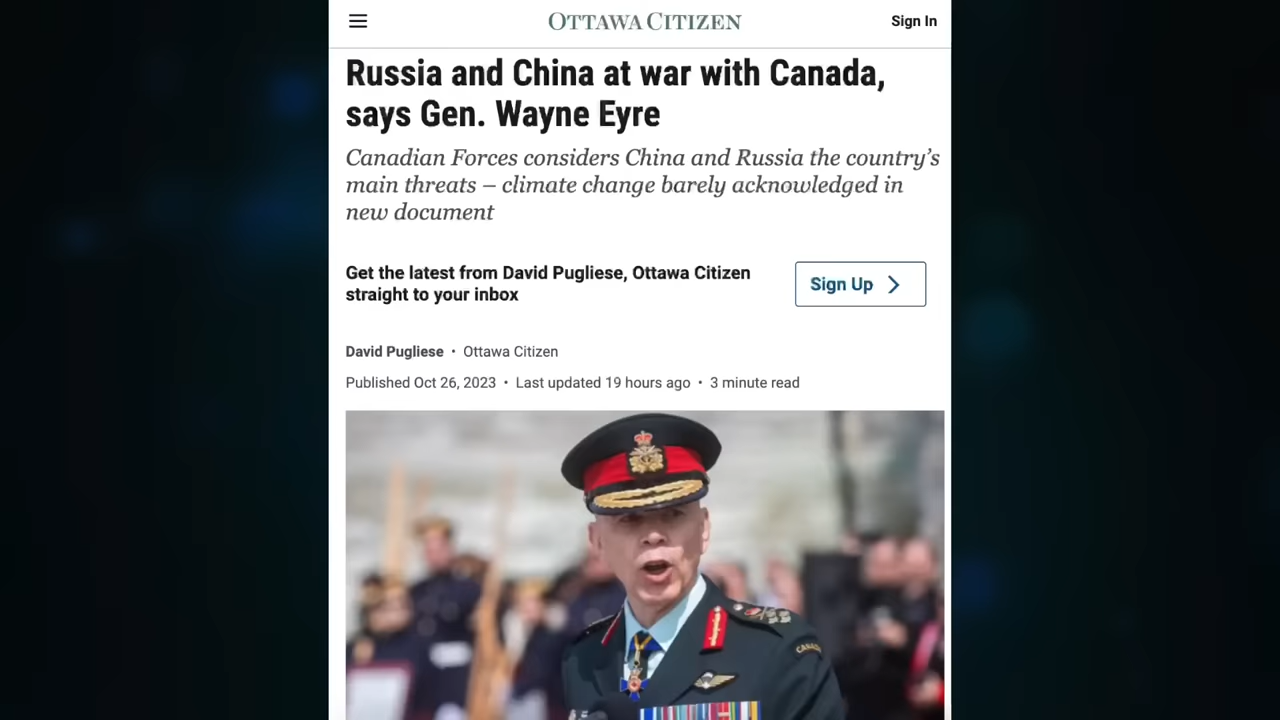 OTTAWA CITIZEN
Sign In
Russia and China at war with Canada,
says Gen. Wayne Eyre
Canadian Forces considers China and Russia the country’s
main threats – climate change barely acknowledged in
new document
Get the latest from David Pugliese, Ottawa Citizen
straight to your inbox
Sign Up
David Pugliese • Ottawa Citizen
Published Oct 26, 2023 • Last updated 19 hours ago • 3 minute read
CANADA